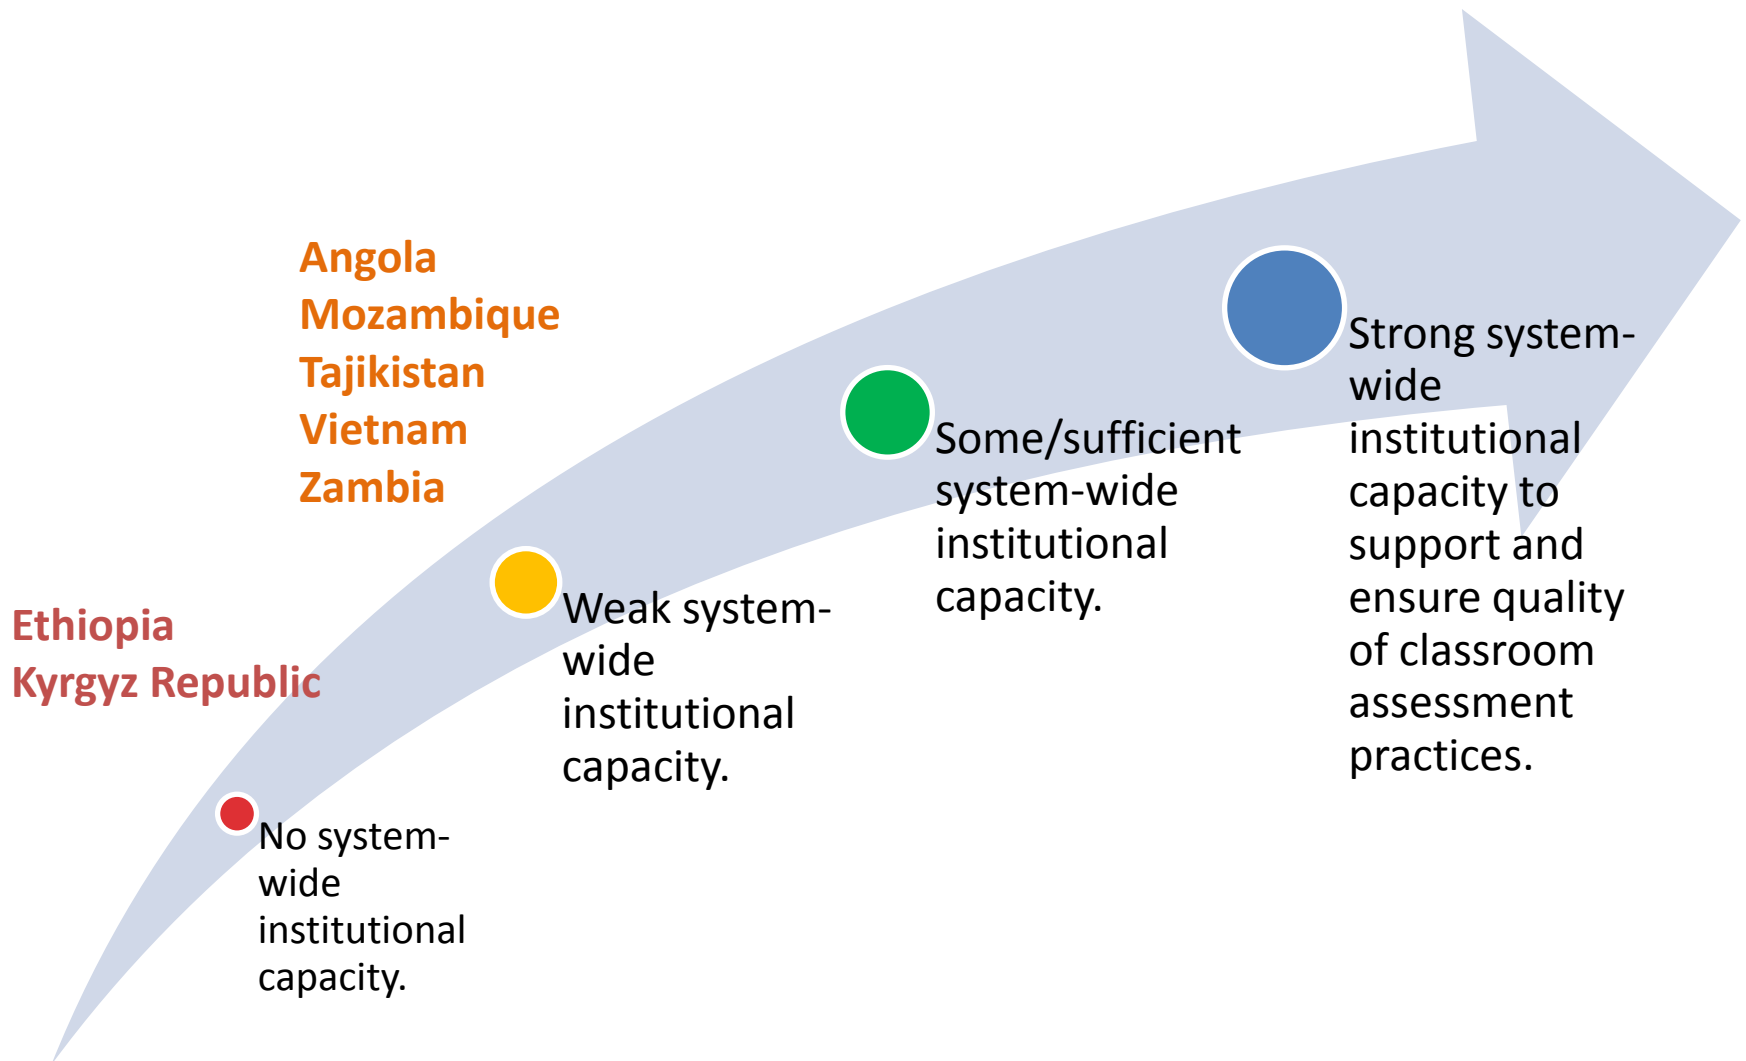 Angola
Mozambique
Tajikistan
Vietnam
Zambia
Ethiopia
Kyrgyz Republic
No system-
wide
institutional
capacity.
Weak system-
wide
institutional
capacity.
Some/sufficient
system-wide
institutional
capacity.
Strong system-
wide
institutional
capacity to
support and
ensure quality
of classroom
assessment
practices.